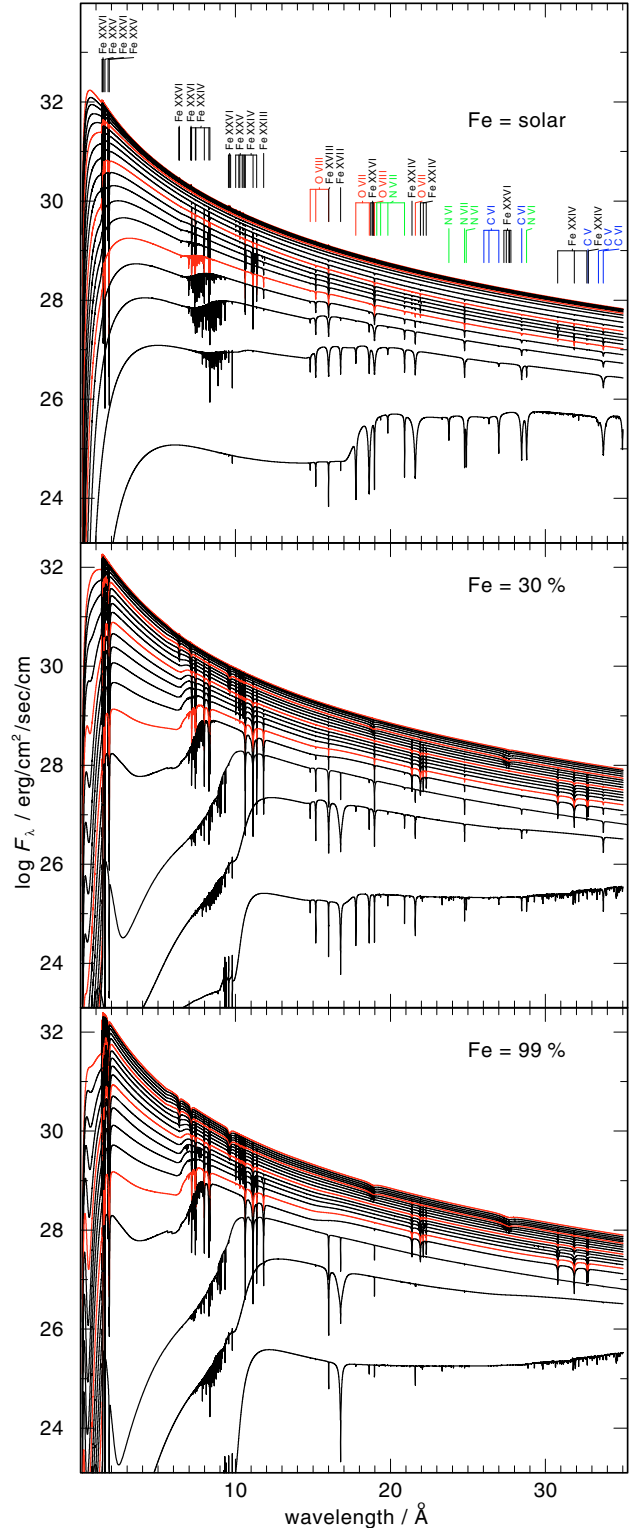 Fe XXVI
Fe XXV
Fe XXVI
Fe XXV
Fe XXVI
Fe XXVI
Fe XXIV
Fe XXVI
Fe XXV
Fe XXIV
Fe XXIII
O VIII
Fe XVIII
Fe XVII
O VII
Fe XXVI
O VIII
N VII
Fe XXIV
O VII
Fe XXIV
N VI
N VII
N VI
C VI
Fe XXVI
C VI
N VI
Fe XXIV
C V
Fe XXIV
C V
C VI
Fe = solar
32
30
28
26
24
Fe = 30 %
32
30
28
26
24
log F λ / erg/cm²/sec/cm
Fe = 99 %
32
30
28
26
24
10 20 30
wavelength / Å